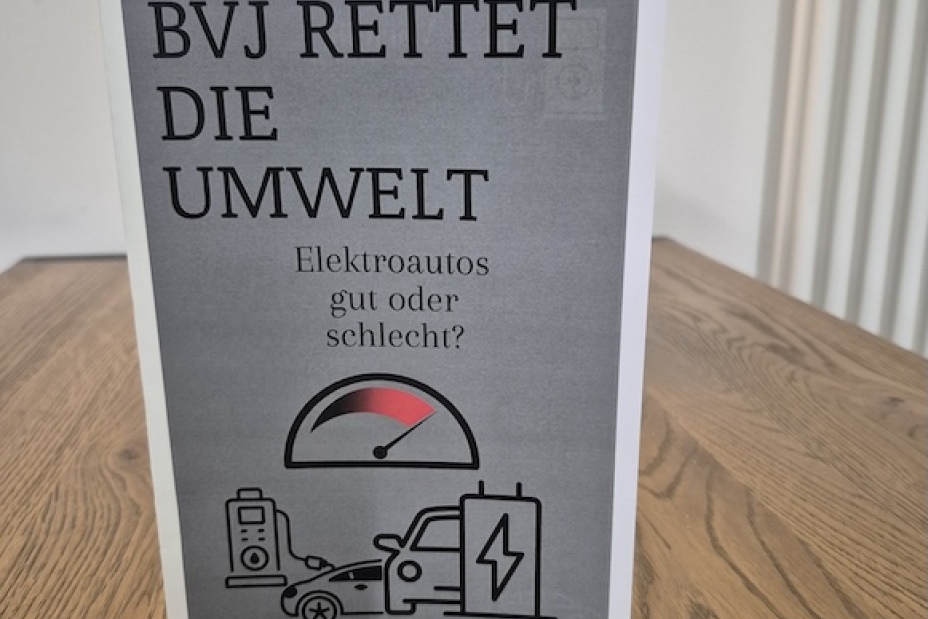 BVJ RETTET
DIE
UMWELT
Elektroautos
gut oder
schlecht?